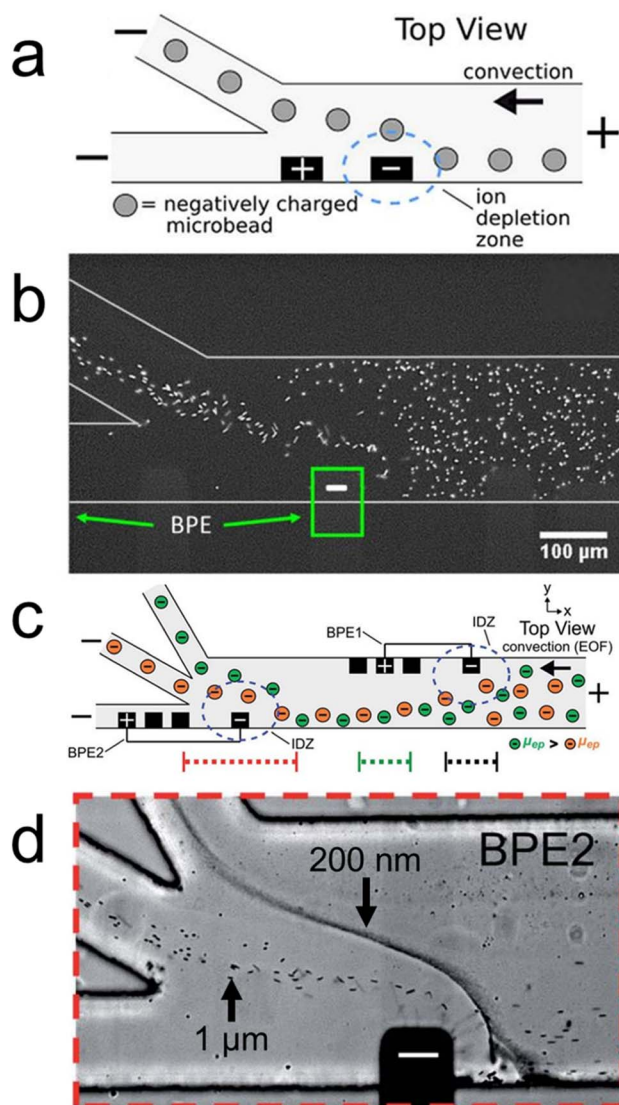 a
Top View
convection
−
+
−
+
−
= negatively charged
microbead
ion
depletion
zone
b
−
BPE
100 µm
c
y
x
Top View
convection (EOF)
IDZ
BPE1
−
+
−
−
+
−
+
−
BPE2
IDZ
µep > µep
d
BPE2
200 nm
1 µm
−